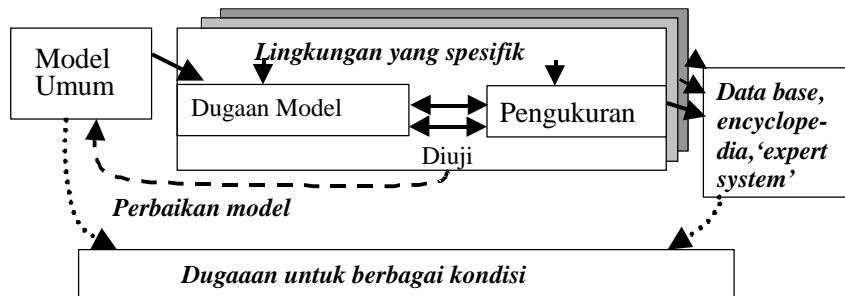 Model
Umum
Lingkungan yang spesifik
Dugaan Model
Pengukuran
Diuji
Data base,
encyclope-
dia,‘expert
system’
Perbaikan model
Dugaaan untuk berbagai kondisi